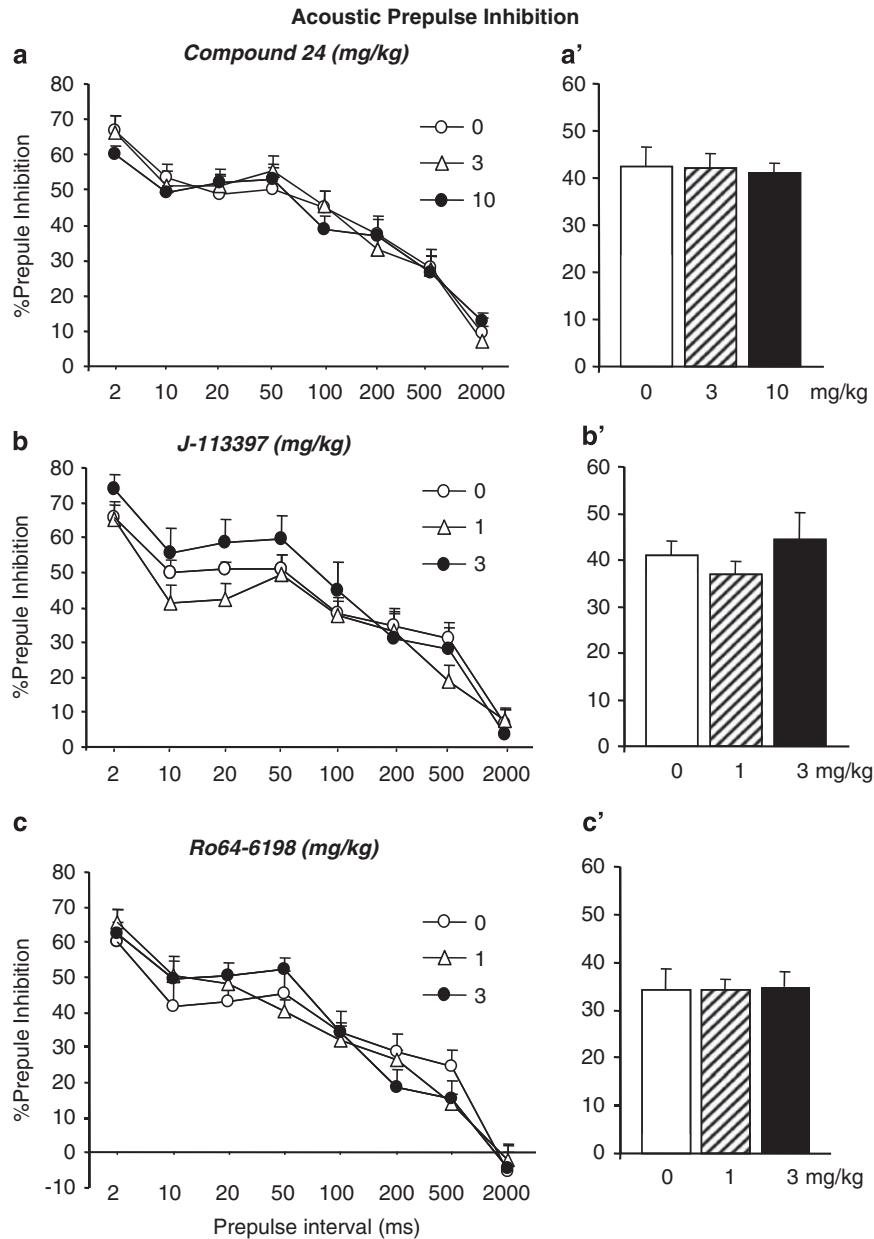 Acoustic Prepulse Inhibition
a
Compound 24 (mg/kg)
%Prepule Inhibition
80
70
60
50
40
30
20
10
0
0
3
10
2 10 20 50 100 200 500 2000
a’
60
50
40
30
20
10
0
0 3 10 mg/kg
b
J-113397 (mg/kg)
%Prepule Inhibition
80
70
60
50
40
30
20
10
0
0
1
3
2 10 20 50 100 200 500 2000
b’
60
50
40
30
20
10
0
0 1 3 mg/kg
c
Ro64-6198 (mg/kg)
%Prepule Inhibition
80
70
60
50
40
30
20
10
0
-10
0
1
3
2 10 20 50 100 200 500 2000
Prepulse interval (ms)
c’
60
50
40
30
20
10
0
0 1 3 mg/kg